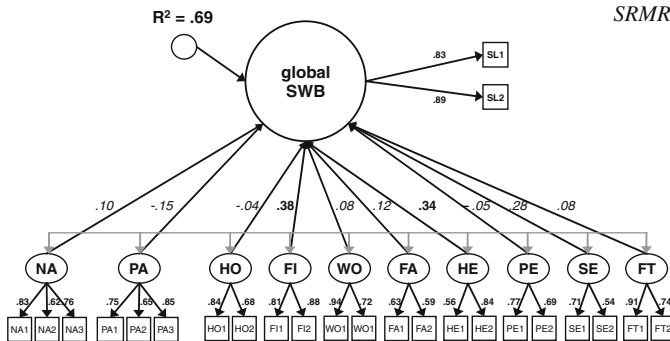 R² = .69
SRMR
global
SWB
.83
SL1
.89
SL2
.10
-.15
-.04
.38
.08
.12
.34
-.05
.28
.08
NA
PA
HO
FI
WO
FA
HE
PE
SE
FT
.83 .62 .76 .75 .65 .85 .84 .68 .81 .88 .94 .72 .63 .59 .56 .84 .77 .69 .71 .54 .91 .74
NA1 NA2 NA3 PA1 PA2 PA3 HO1 HO2 FI1 FI2 WO1 WO1 FA1 FA2 HE1 HE2 PE1 PE2 SE1 SE2 FT1 FT2